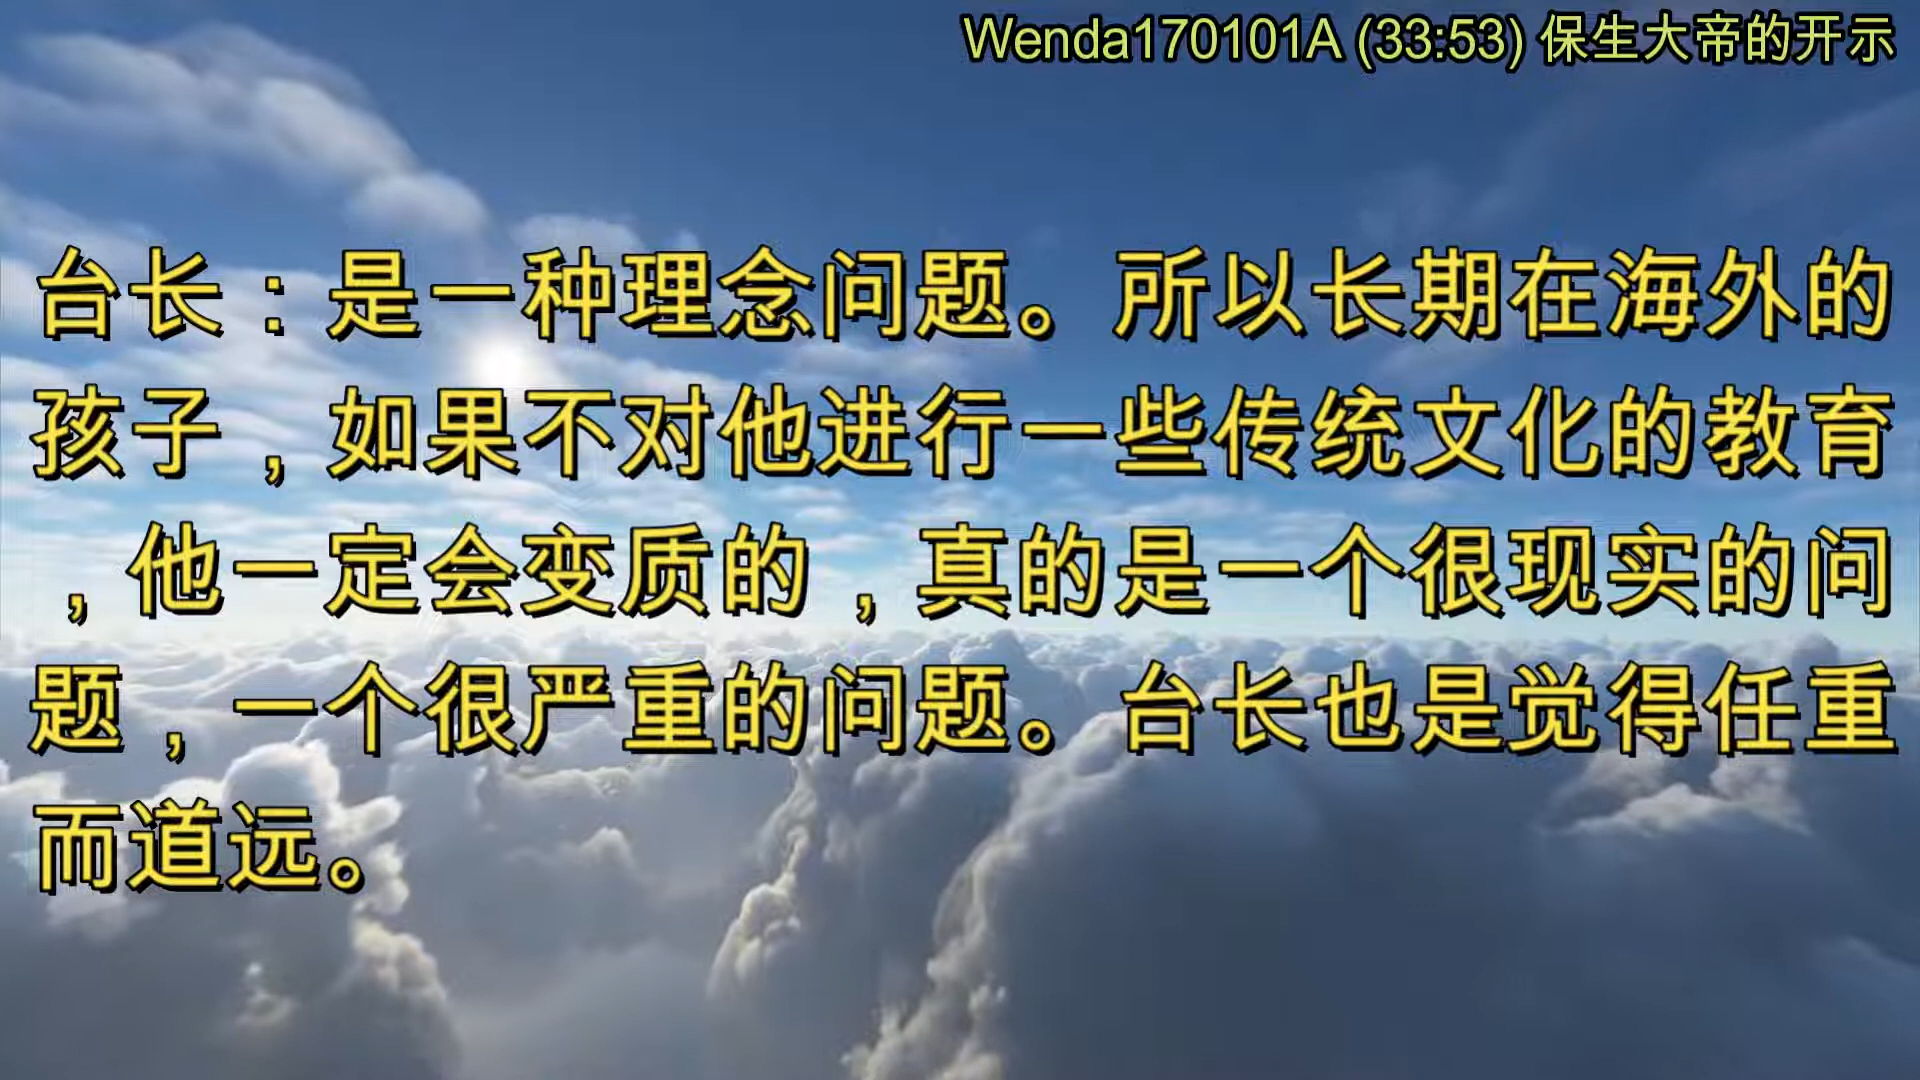 Wenda170101A (33:53) 保生大帝的开示
台长：是一种理念问题。所以长期在海外的
孩子，如果不对他进行一些传统文化的教育
，他一定会变质的，真的是一个很现实的问
题，一个很严重的问题。台长也是觉得任重
而道远。